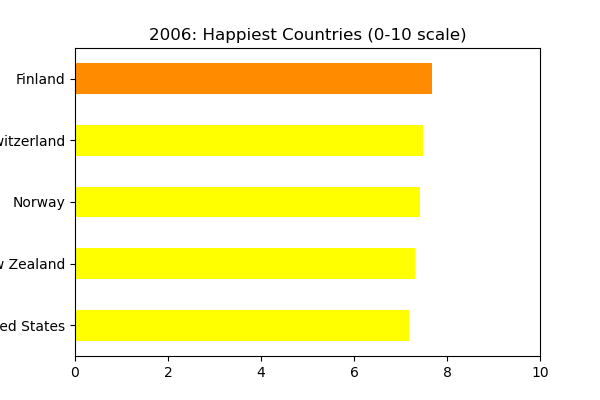 2006: Happiest Countries (0-10 scale)
Finland
witzerland
Norway
Zealand
ed States
0 2 4 6 8 10